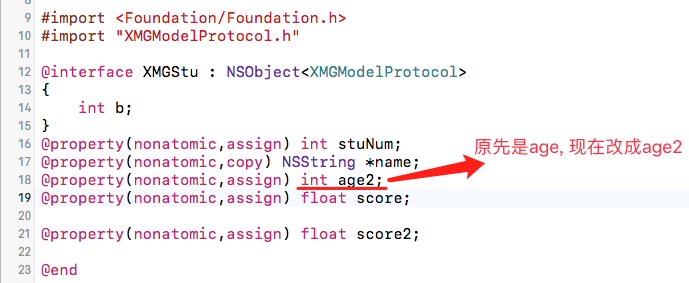 9 #import <Foundation/Foundation.h>
10 #import "XMGModelProtocol.h"
11
12 @interface XMGStu : NSObject<XMGModelProtocol>
13 {
14     int b;
15 }
16 @property(nonatomic,assign) int stuNum;
17 @property(nonatomic,copy) NSString *name;
18 @property(nonatomic,assign) int age2;
原先是age, 现在改成age2
19 @property(nonatomic,assign) float score;
20
21 @property(nonatomic,assign) float score2;
22
23 @end